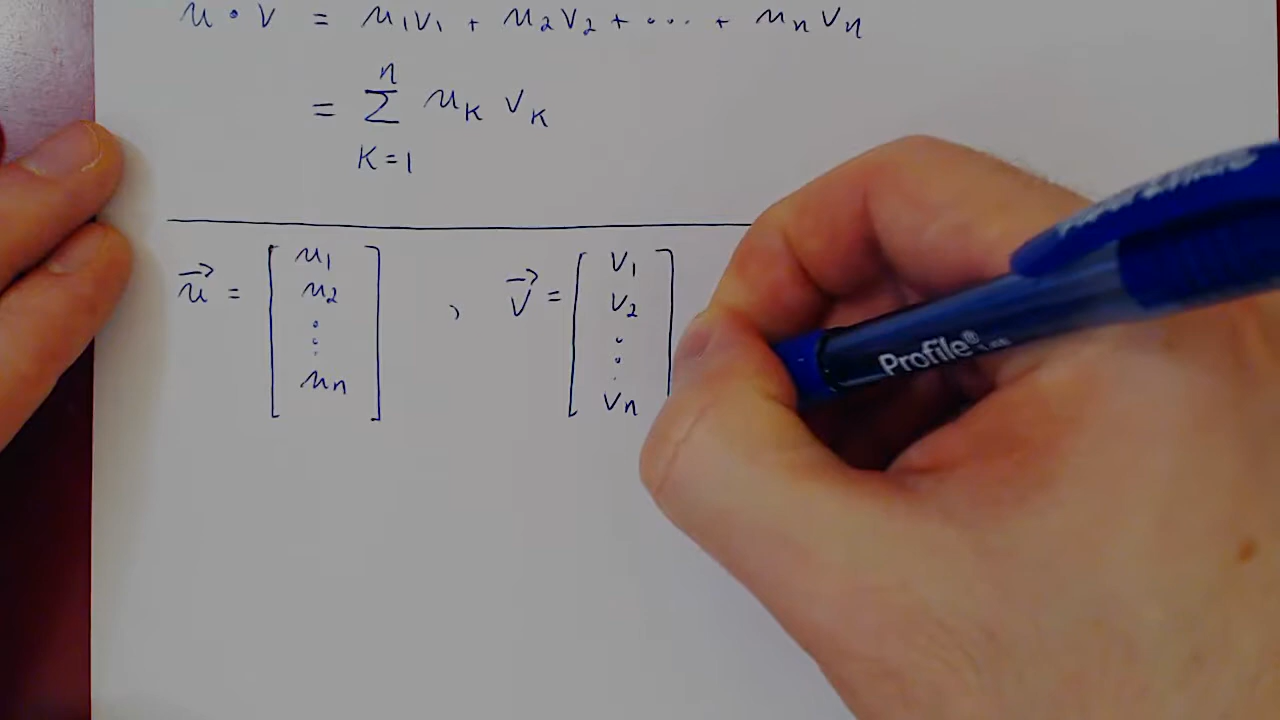 u · v = u₁v₁ + u₂v₂ + ... + uₙvₙ
= Σ uₖ vₖ
n
K=1
u⃗ = [ u₁ u₂ ⋮ uₙ ] , v⃗ = [ v₁ v₂ ⋮ vₙ ]
Profile®